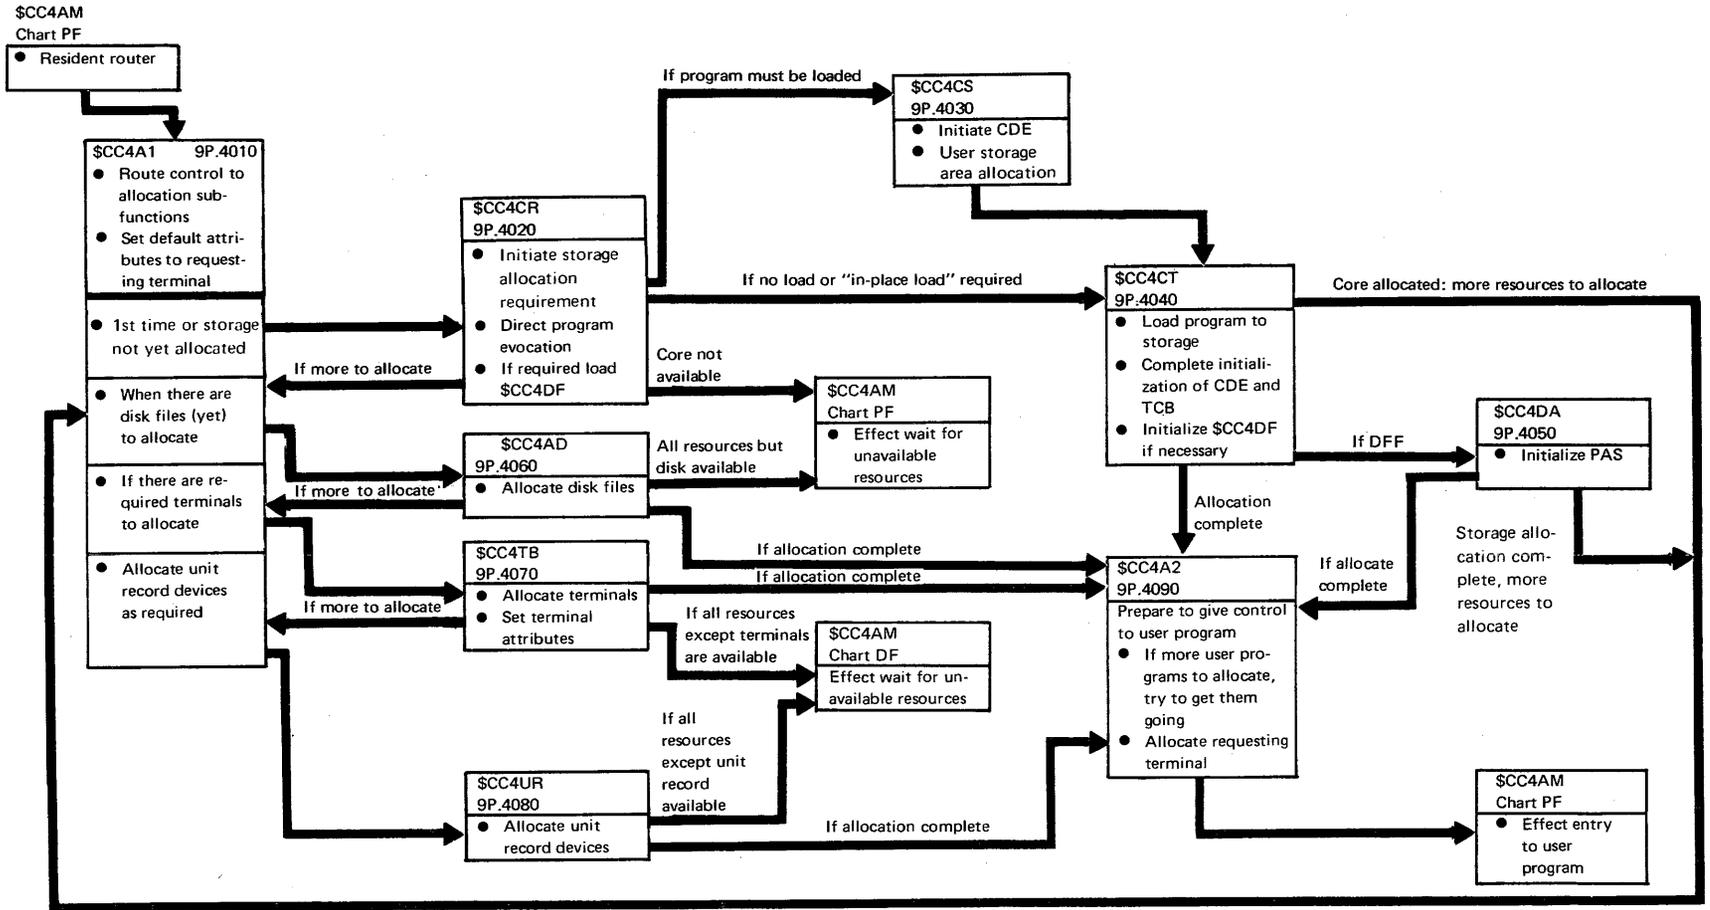 $CC4AM
Chart PF
● Resident router
$CC4A1 9P.4010
● Route control to
allocation sub-
functions
● Set default attri-
butes to request-
ing terminal
● 1st time or storage
not yet allocated
● When there are
disk files (yet)
to allocate
● If there are re-
quired terminals
to allocate
● Allocate unit
record devices
as required
If more to allocate
If more to allocate
If more to allocate
$CC4CR
9P.4020
● Initiate storage
allocation
requirement
● Direct program
evocation
● If required load
$CC4DF
$CC4AD
9P.4060
● Allocate disk files
$CC4TB
9P.4070
● Allocate terminals
● Set terminal
attributes
$CC4UR
9P.4080
● Allocate unit
record devices
If program must be loaded
If no load or "in-place load" required
Core not
available
All resources but
disk available
If allocation complete
If allocation complete
If all resources
except terminals
are available
If all
resources
except unit
record
available
If allocation complete
$CC4AM
Chart PF
● Effect wait for
unavailable
resources
$CC4AM
Chart DF
Effect wait for un-
available resources
$CC4CS
9P.4030
● Initiate CDE
● User storage
area allocation
$CC4CT
9P.4040
● Load program to
storage
● Complete initiali-
zation of CDE and
TCB
● Initialize $CC4DF
if necessary
Allocation
complete
$CC4A2
9P.4090
Prepare to give control
to user program
● If more user pro-
grams to allocate,
try to get them
going
● Allocate requesting
terminal
Core allocated: more resources to allocate
If DFF
$CC4DA
9P.4050
● Initialize PAS
If allocate
complete
Storage allo-
cation com-
plete, more
resources to
allocate
$CC4AM
Chart PF
● Effect entry
to user
program